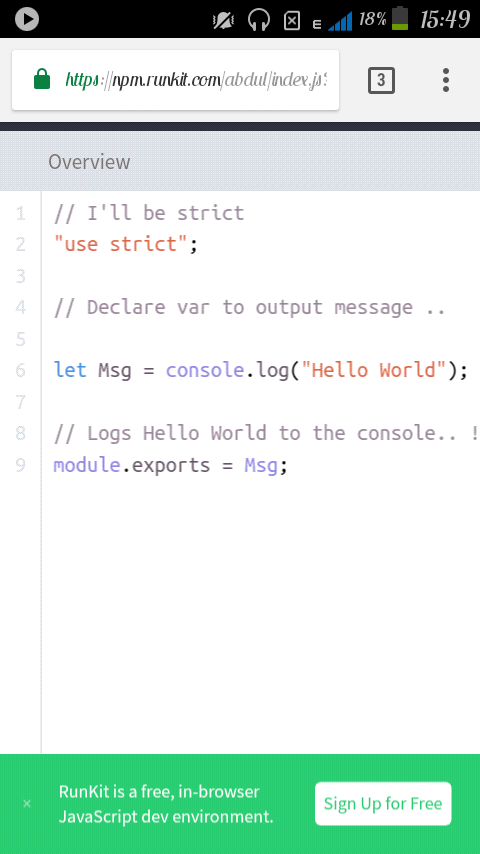 E 18% 15:49
https://npm.runkit.com/abdul/index.js?
3
Overview
1 // I'll be strict
2 "use strict";
3
4 // Declare var to output message ..
5
6 let Msg = console.log("Hello World");
7
8 // Logs Hello World to the console.. !
9 module.exports = Msg;
× RunKit is a free, in-browser
JavaScript dev environment.
Sign Up for Free